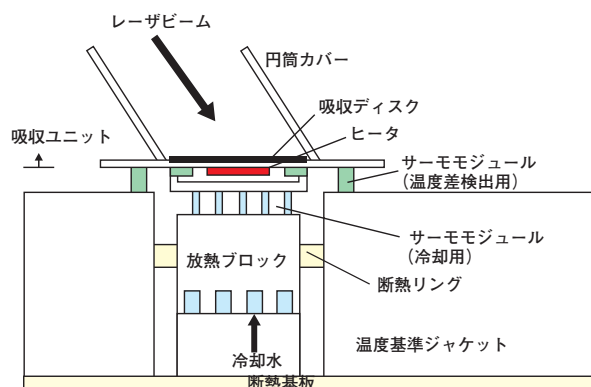 レーザビーム
円筒カバー
吸収ディスク
ヒータ
吸収ユニット
サーモモジュール
（温度差検出用）
サーモモジュール
（冷却用）
放熱ブロック
断熱リング
温度基準ジャケット
冷却水
断熱基板